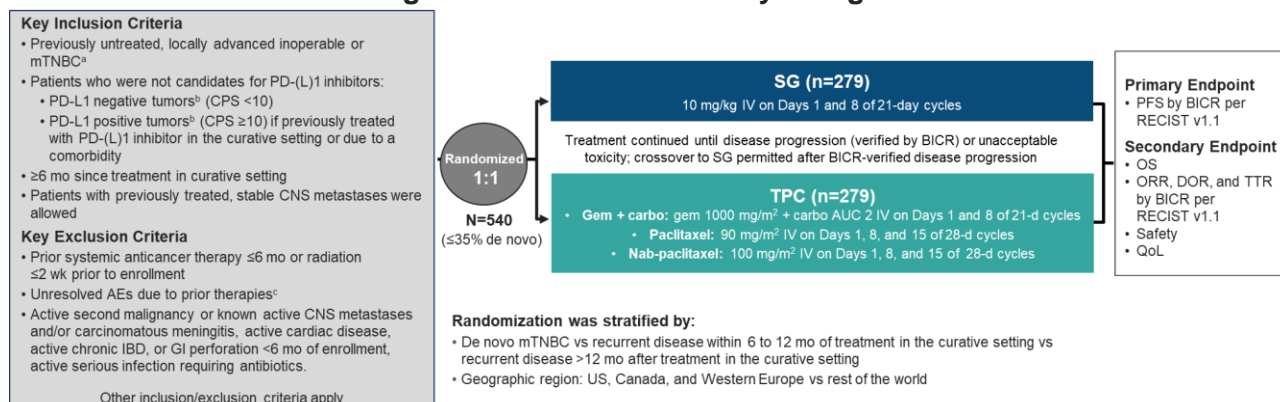 Key Inclusion Criteria
• Previously untreated, locally advanced inoperable or
mTNBCᵃ
• Patients who were not candidates for PD-(L)1 inhibitors:
• PD-L1 negative tumorsᵇ (CPS <10)
• PD-L1 positive tumorsᵇ (CPS ≥10) if previously treated
with PD-(L)1 inhibitor in the curative setting or due to a
comorbidity
• ≥6 mo since treatment in curative setting
• Patients with previously treated, stable CNS metastases were
allowed
Key Exclusion Criteria
• Prior systemic anticancer therapy ≤6 mo or radiation
≤2 wk prior to enrollment
• Unresolved AEs due to prior therapiesᶜ
• Active second malignancy or known active CNS metastases
and/or carcinomatous meningitis, active cardiac disease,
active chronic IBD, or GI perforation <6 mo of enrollment,
active serious infection requiring antibiotics.
Other inclusion/exclusion criteria apply
Randomized
1:1
N=540
(≤35% de novo)
SG (n=279)
10 mg/kg IV on Days 1 and 8 of 21-day cycles
Treatment continued until disease progression (verified by BICR) or unacceptable
toxicity; crossover to SG permitted after BICR-verified disease progression
TPC (n=279)
• Gem + carbo: gem 1000 mg/m² + carbo AUC 2 IV on Days 1 and 8 of 21-d cycles
• Paclitaxel: 90 mg/m² IV on Days 1, 8, and 15 of 28-d cycles
• Nab-paclitaxel: 100 mg/m² IV on Days 1, 8, and 15 of 28-d cycles
Randomization was stratified by:
• De novo mTNBC vs recurrent disease within 6 to 12 mo of treatment in the curative setting vs
recurrent disease >12 mo after treatment in the curative setting
• Geographic region: US, Canada, and Western Europe vs rest of the world
Primary Endpoint
• PFS by BICR per
RECIST v1.1
Secondary Endpoint
• OS
• ORR, DOR, and TTR
by BICR per
RECIST v1.1
• Safety
• QoL